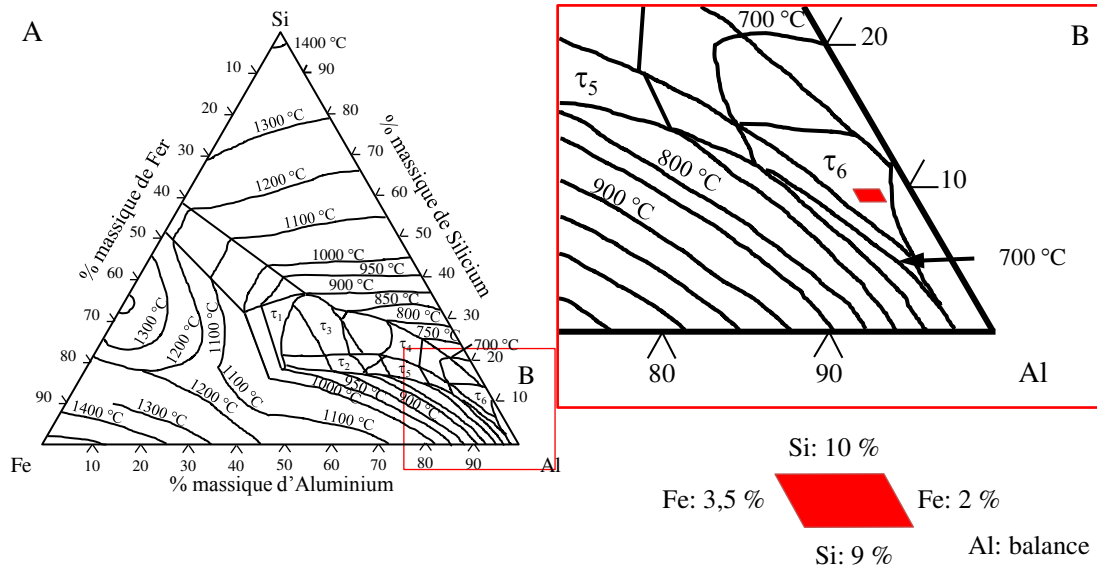 A
Si
1400 °C
10
90
20
80
1300 °C
30
70
40
1200 °C
60
50
1100 °C
50
60
1000 °C
40
950 °C
900 °C
70
850 °C
30
800 °C
750 °C
700 °C
80
20
90
10
1300 °C
1200 °C
1100 °C
τ1
τ3
τ2
τ4
τ5
τ6
B
1400 °C
1300 °C
1200 °C
1100 °C
1100 °C
1000 °C
950 °C
900 °C
% massique de Fer
% massique de Silicium
Fe
10
20
30
40
50
60
70
80
90
Al
% massique d'Aluminium
700 °C
B
20
τ5
τ6
10
800 °C
900 °C
700 °C
80
90
Al
Si: 10 %
Fe: 3,5 %
Fe: 2 %
Si: 9 %
Al: balance